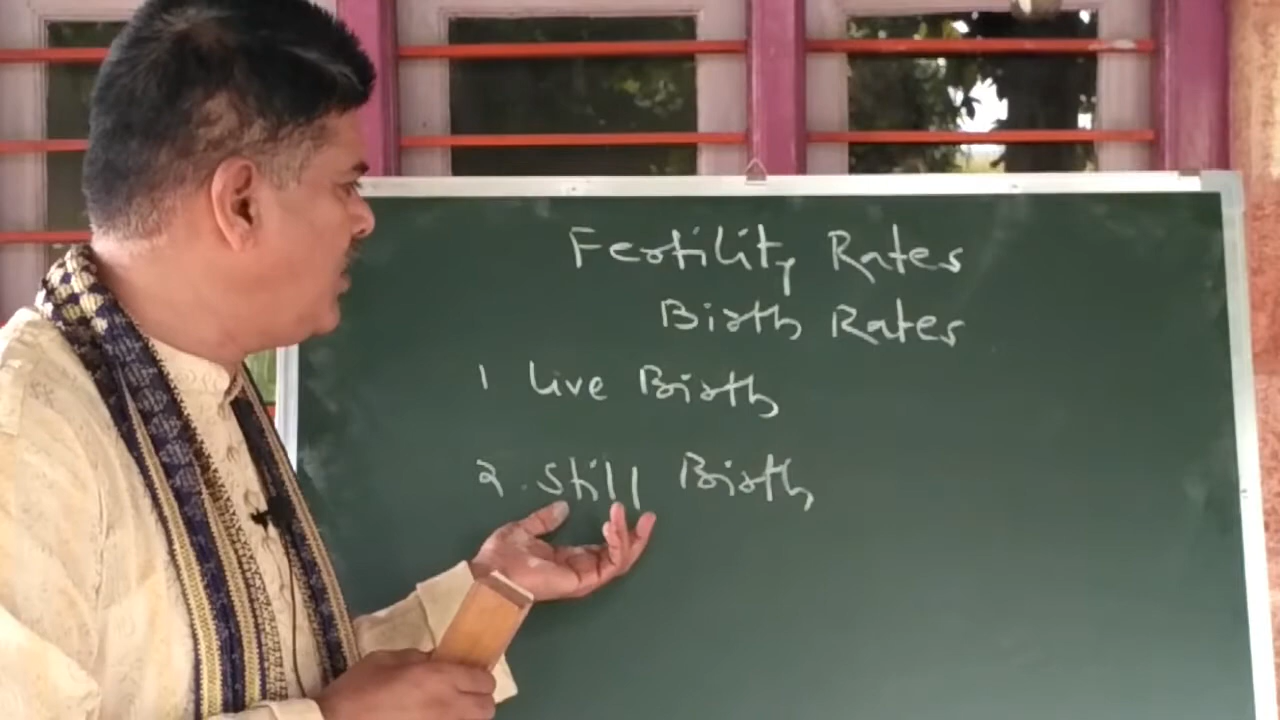 Fertility Rates
Birth Rates
1 Live Birth
2. Still Birth